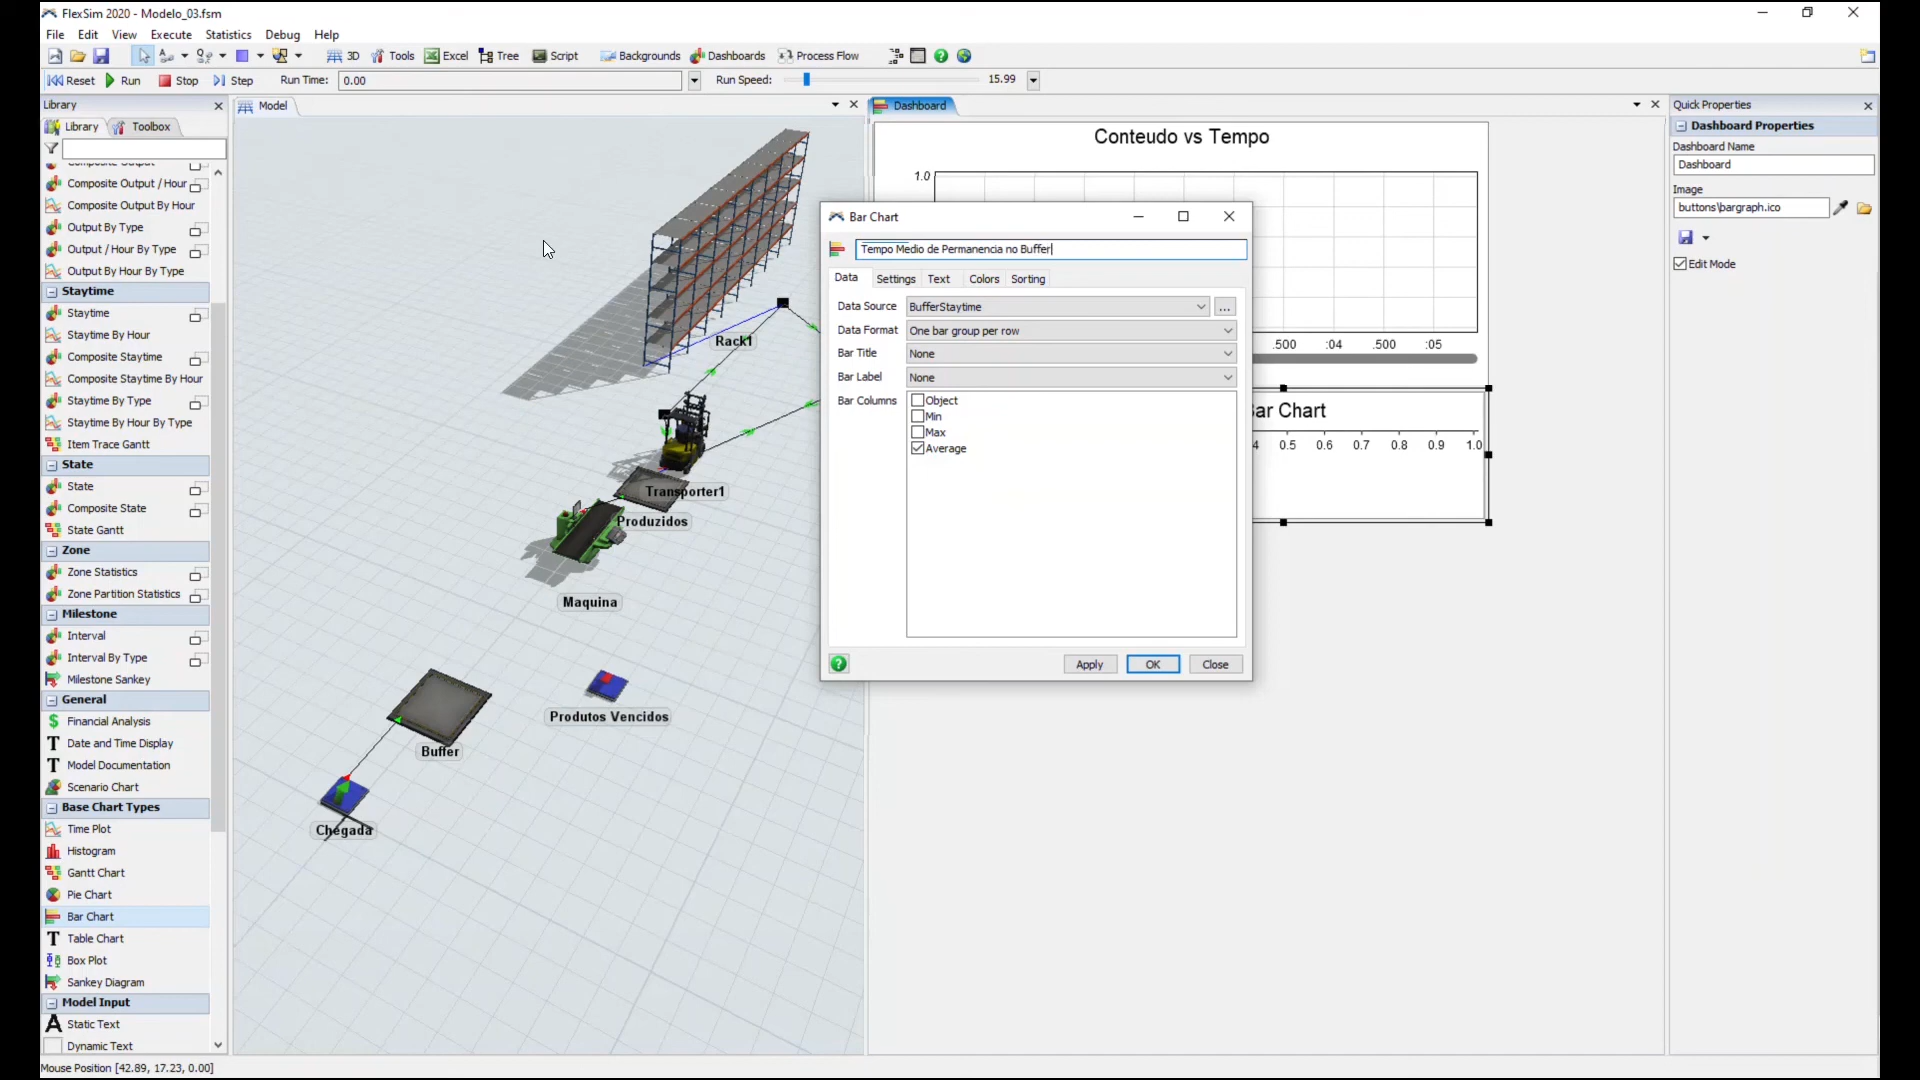 FlexSim 2020 - Modelo_03.fsm
File Edit View Execute Statistics Debug Help
3D Tools Excel Tree Script Backgrounds Dashboards Process Flow
Reset Run Stop Step Run Time: 0.00 Run Speed: 15.99
Library
Library Toolbox
Composite Output
Composite Output / Hour
Composite Output By Hour
Output By Type
Output / Hour By Type
Output By Hour By Type
Staytime
Staytime
Staytime By Hour
Composite Staytime
Composite Staytime By Hour
Staytime By Type
Staytime By Hour By Type
Item Trace Gantt
State
State
Composite State
State Gantt
Zone
Zone Statistics
Zone Partition Statistics
Milestone
Interval
Interval By Type
Milestone Sankey
General
Financial Analysis
Date and Time Display
Model Documentation
Scenario Chart
Base Chart Types
Time Plot
Histogram
Gantt Chart
Pie Chart
Bar Chart
Table Chart
Box Plot
Sankey Diagram
Model Input
Static Text
Dynamic Text
Mouse Position [42.89, 17.23, 0.00]
Model
Rack1
Transporter1
Produzidos
Maquina
Produtos Vencidos
Buffer
Chegada
Dashboard
Conteudo vs Tempo
1.0
.500 :04 .500 :05
Bar Chart
4 0.5 0.6 0.7 0.8 0.9 1.0
Bar Chart
Tempo Medio de Permanencia no Buffer
Data Settings Text Colors Sorting
Data Source BufferStaytime ...
Data Format One bar group per row
Bar Title None
Bar Label None
Bar Columns Object
Min
Max
Average
Apply OK Close
Quick Properties
Dashboard Properties
Dashboard Name
Dashboard
Image
buttons\bargraph.ico
Edit Mode